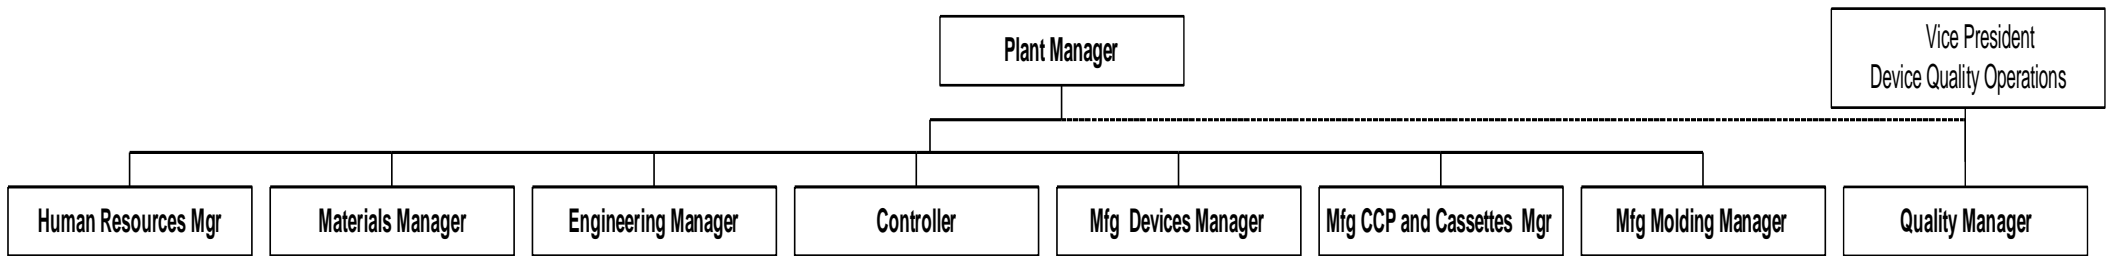 Plant Manager
Vice President
Device Quality Operations
Human Resources Mgr
Materials Manager
Engineering Manager
Controller
Mfg Devices Manager
Mfg CCP and Cassettes Mgr
Mfg Molding Manager
Quality Manager